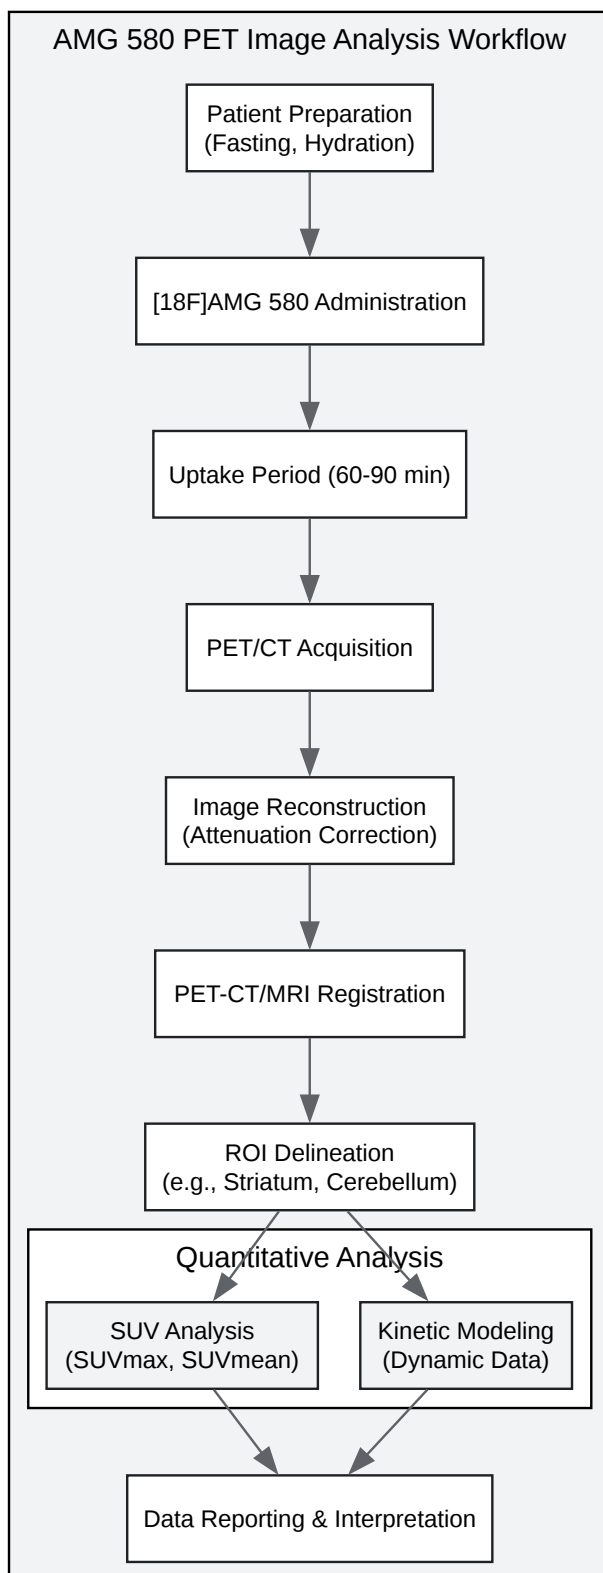 AMG 580 PET Image Analysis Workflow
Patient Preparation
(Fasting, Hydration)
[18F]AMG 580 Administration
Uptake Period (60-90 min)
PET/CT Acquisition
Image Reconstruction
(Attenuation Correction)
PET-CT/MRI Registration
ROI Delineation
(e.g., Striatum, Cerebellum)
Quantitative Analysis
SUV Analysis
(SUVmax, SUVmean)
Kinetic Modeling
(Dynamic Data)
Data Reporting & Interpretation